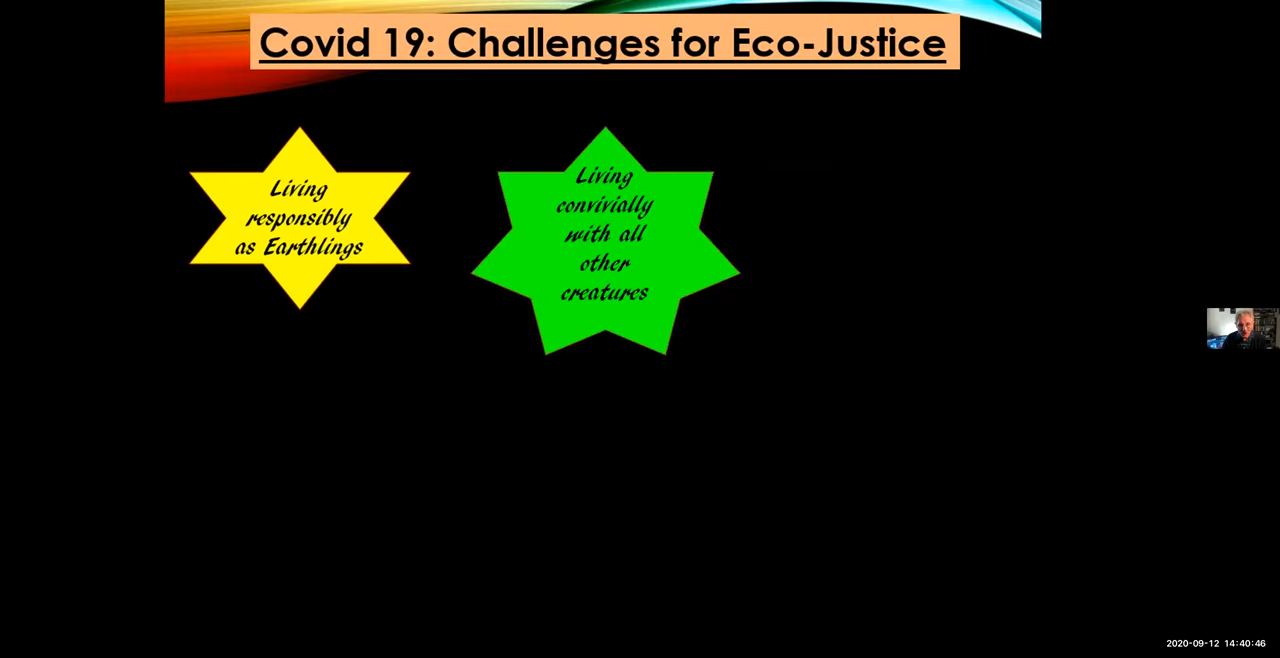 Covid 19: Challenges for Eco-Justice
Living
responsibly
as Earthlings
Living
convivially
with all
other
creatures
2020-09-12 14:40:46